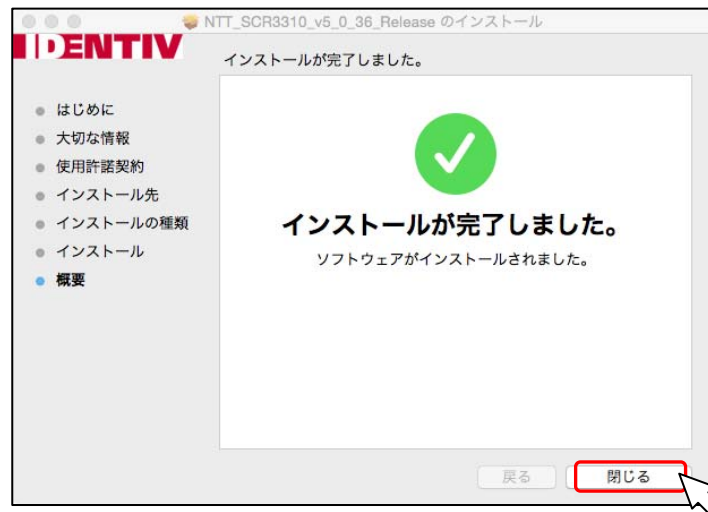 NTT_SCR3310_v5_0_36_Release のインストール
IDENTIV
インストールが完了しました。
はじめに
大切な情報
使用許諾契約
インストール先
インストールの種類
インストール
概要
インストールが完了しました。
ソフトウェアがインストールされました。
戻る
閉じる